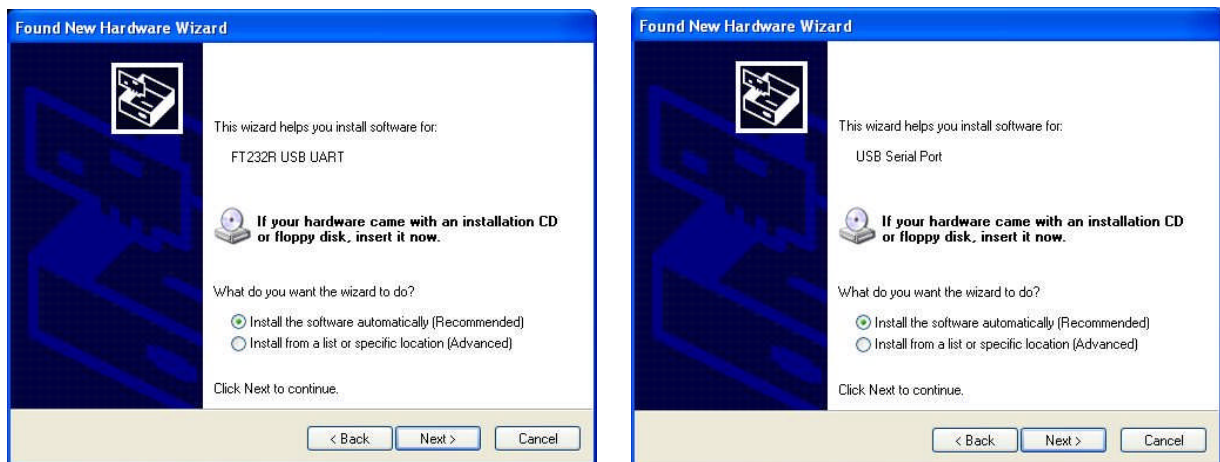 Found New Hardware Wizard
This wizard helps you install software for:
FT232R USB UART
If your hardware came with an installation CD
or floppy disk, insert it now.
What do you want the wizard to do?
Install the software automatically (Recommended)
Install from a list or specific location (Advanced)
Click Next to continue.
< Back Next > Cancel
Found New Hardware Wizard
This wizard helps you install software for:
USB Serial Port
If your hardware came with an installation CD
or floppy disk, insert it now.
What do you want the wizard to do?
Install the software automatically (Recommended)
Install from a list or specific location (Advanced)
Click Next to continue.
< Back Next > Cancel